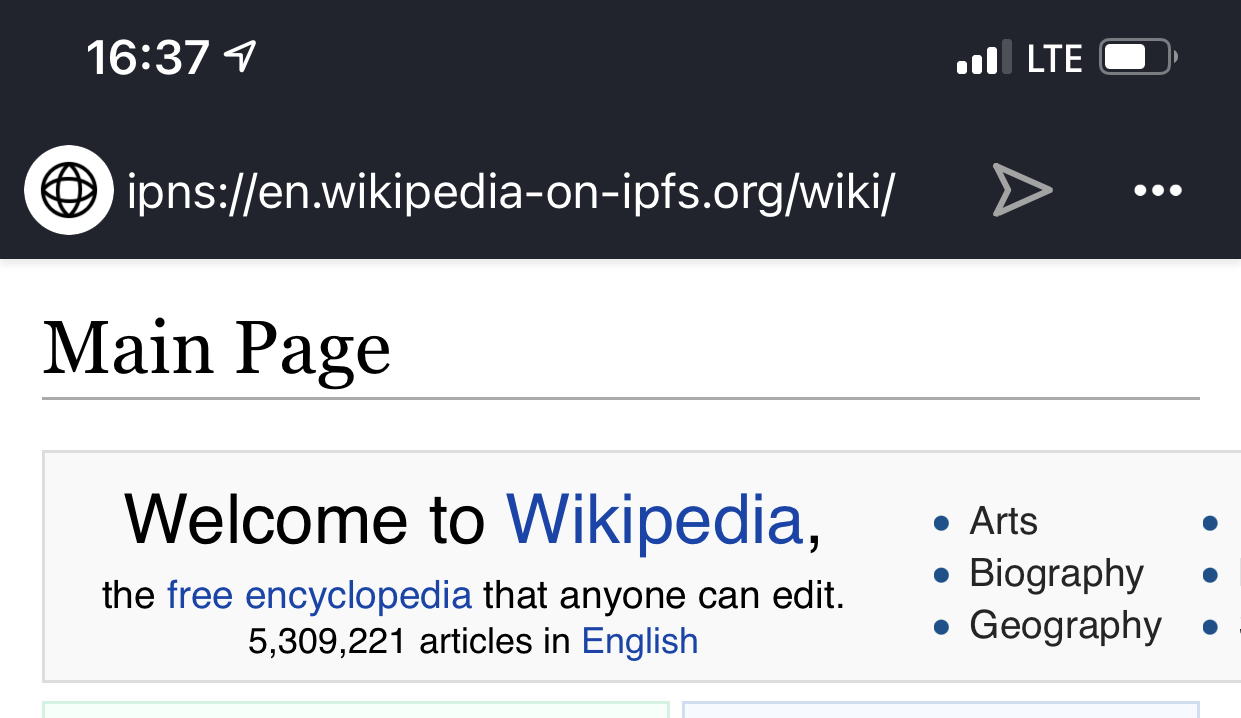 16:37 LTE
ipns://en.wikipedia-on-ipfs.org/wiki/
Main Page
Welcome to Wikipedia,
the free encyclopedia that anyone can edit.
5,309,221 articles in English
Arts
Biography
Geography